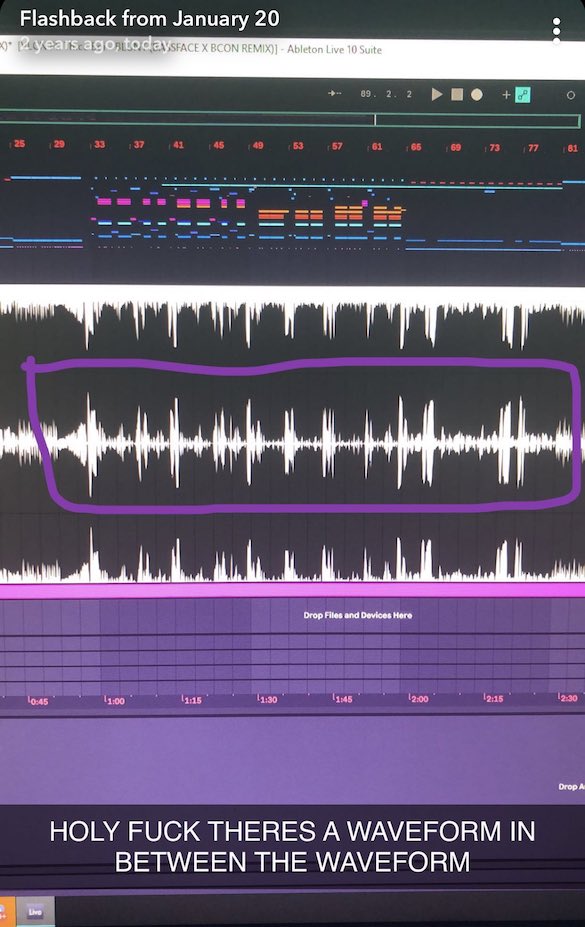 Flashback from January 20
2 years ago, today
X BCON REMIX)] - Ableton Live 10 Suite
89. 2. 2
25 29 33 37 41 45 49 53 57 61 65 69 73 77 81
Drop Files and Devices Here
0:45 1:00 1:15 1:30 1:45 2:00 2:15 2:30
Drop A
HOLY FUCK THERES A WAVEFORM IN
BETWEEN THE WAVEFORM
Live